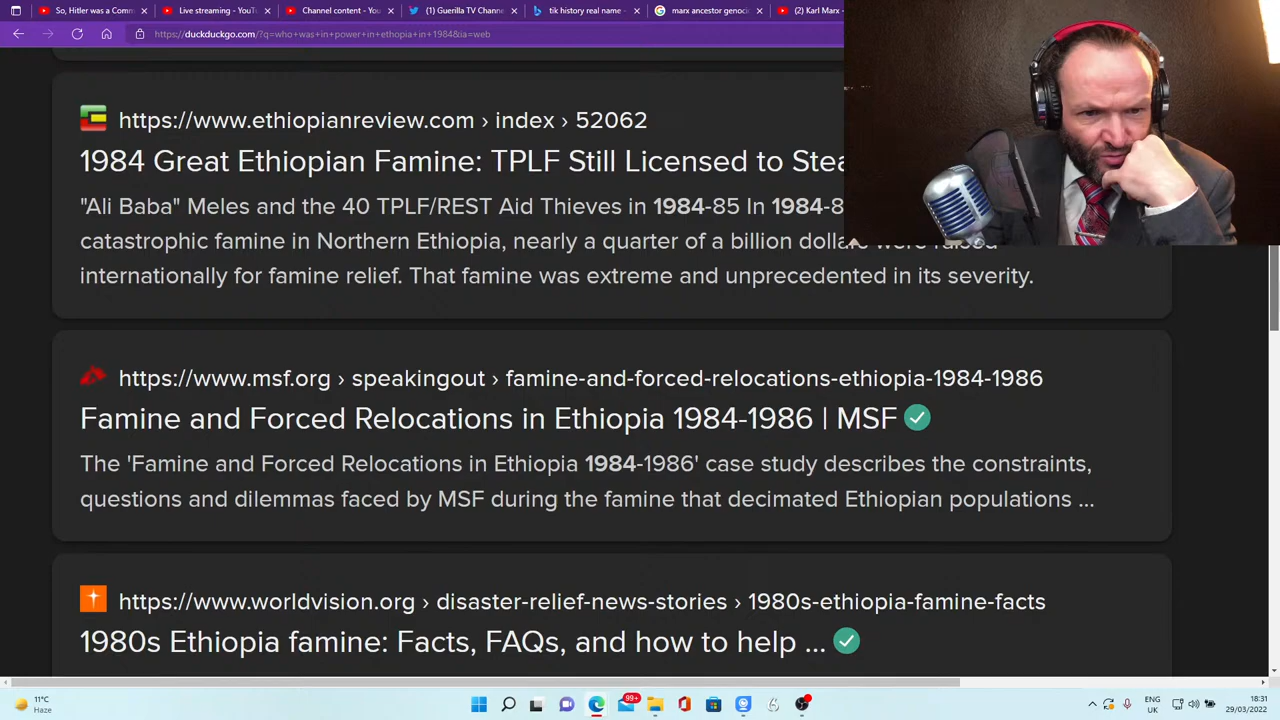 So, Hitler was a Comm
Live streaming - YouT
Channel content - You
(1) Guerilla TV Channe
tik history real name -
marx ancestor genoci
(2) Karl Marx -
https://duckduckgo.com/?q=who+was+in+power+in+ethopia+in+1984&ia=web
https://www.ethiopianreview.com › index › 52062
1984 Great Ethiopian Famine: TPLF Still Licensed to Stea
"Ali Baba" Meles and the 40 TPLF/REST Aid Thieves in 1984-85 In 1984-8
catastrophic famine in Northern Ethiopia, nearly a quarter of a billion dollars were raised
internationally for famine relief. That famine was extreme and unprecedented in its severity.
https://www.msf.org › speakingout › famine-and-forced-relocations-ethiopia-1984-1986
Famine and Forced Relocations in Ethiopia 1984-1986 | MSF
The 'Famine and Forced Relocations in Ethiopia 1984-1986' case study describes the constraints,
questions and dilemmas faced by MSF during the famine that decimated Ethiopian populations ...
https://www.worldvision.org › disaster-relief-news-stories › 1980s-ethiopia-famine-facts
1980s Ethiopia famine: Facts, FAQs, and how to help ...
11°C
Haze
99+
ENG
UK
18:31
29/03/2022